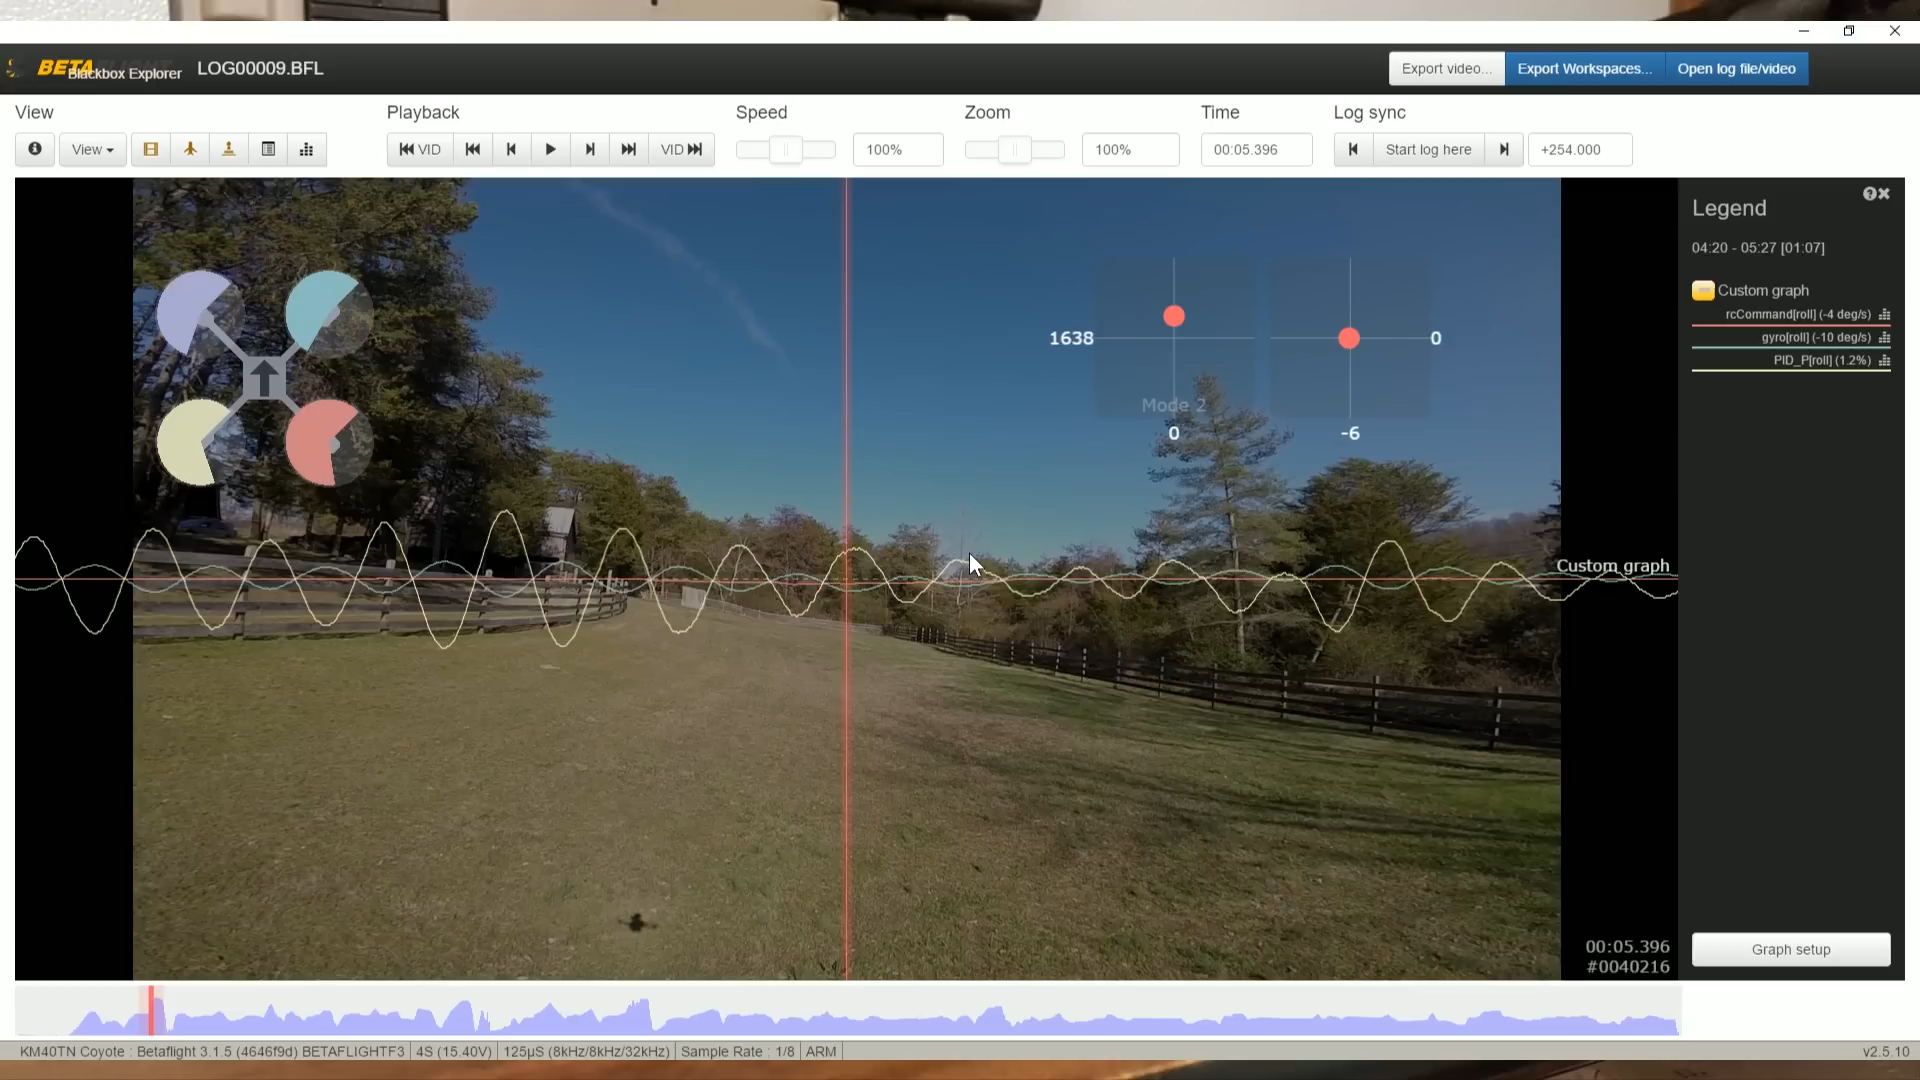 BETAFLIGHT
Blackbox Explorer
LOG00009.BFL
Export video...
Export Workspaces...
Open log file/video
View
Playback
Speed
Zoom
Time
Log sync
View
VID
VID
100%
100%
00:05.396
Start log here
+254.000
Legend
04:20 - 05:27 [01:07]
Custom graph
rcCommand[roll] (-4 deg/s)
gyro[roll] (-10 deg/s)
PID_P[roll] (1.2%)
1638
0
Mode 2
0
-6
Custom graph
00:05.396
#0040216
Graph setup
KM40TN Coyote : Betaflight 3.1.5 (4646f9d) BETAFLIGHTF3
4S (15.40V)
125µS (8kHz/8kHz/32kHz)
Sample Rate : 1/8
ARM
v2.5.10